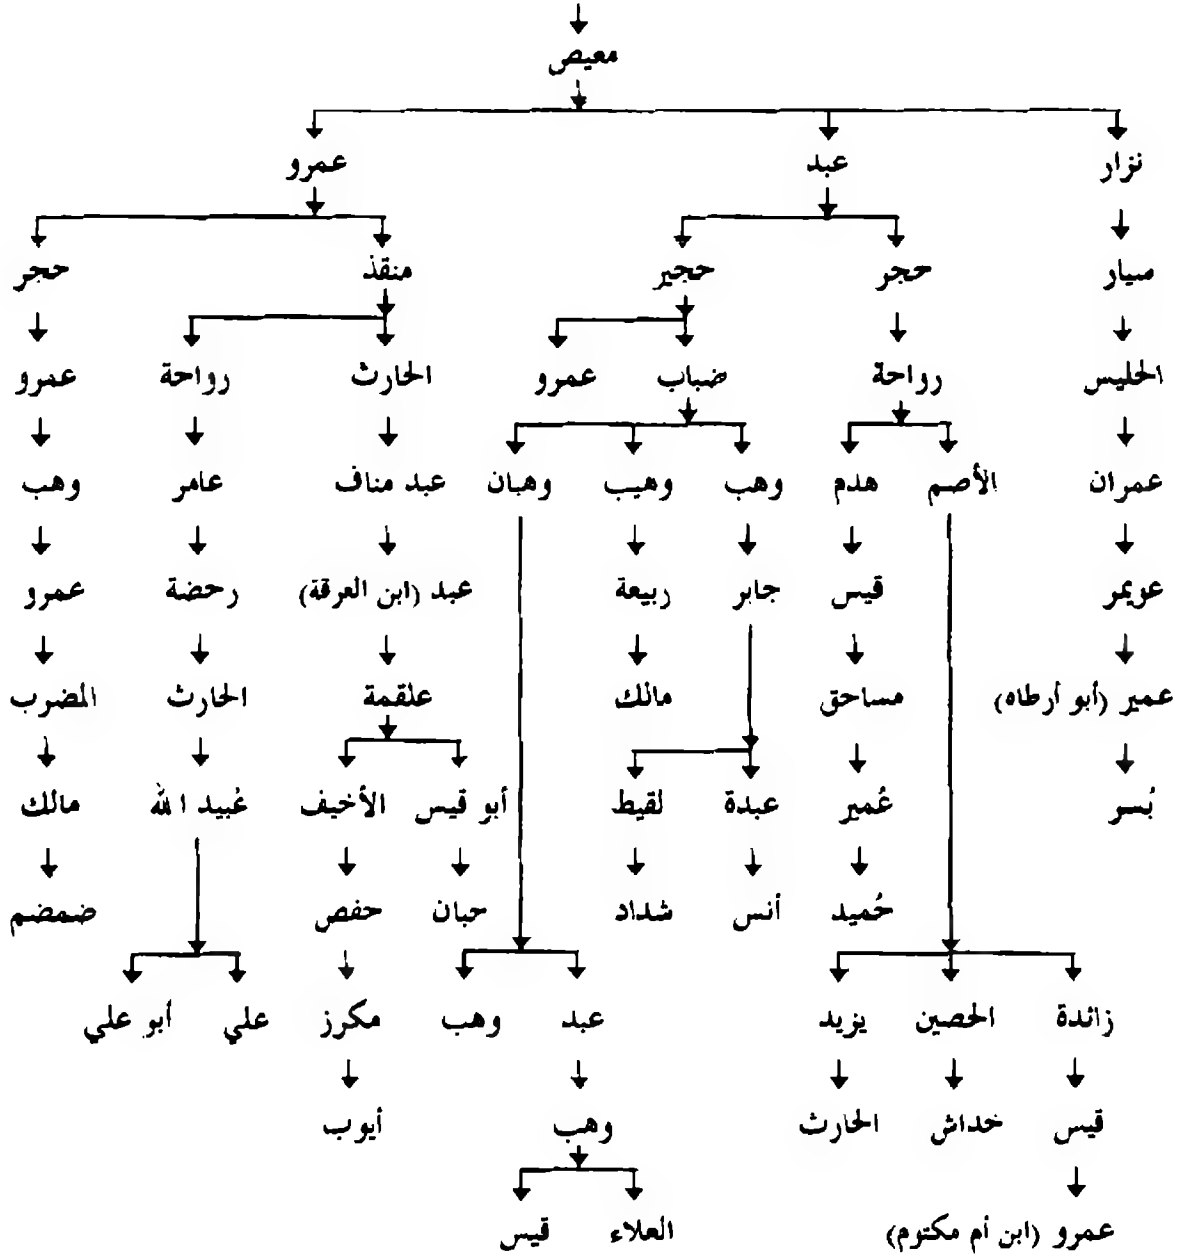 معيص
نزار عبد عمرو
سيار حجر حجير منقذ حجر
الحليس رواحة ضباب عمرو الحارث رواحة عمرو
عمران الأصم هدم وهب وهيب وهبان عبد مناف عامر وهب
عويمر قيس جابر ربيعة عبد (ابن العرقة) رحضة عمرو
عمير (أبو أرطاه) مساحق مالك علقمة الحارث المضرب
بُسر عُمير عبدة لقيط أبو قيس الأخيف عُبيد الله مالك
حُميد أنس شداد حبان حفص ضمضم
زائدة الحصين يزيد عبد وهب مكرز علي أبو علي
قيس خداش الحارث وهب أيوب
عمرو (ابن أم مكتوم) العلاء قيس